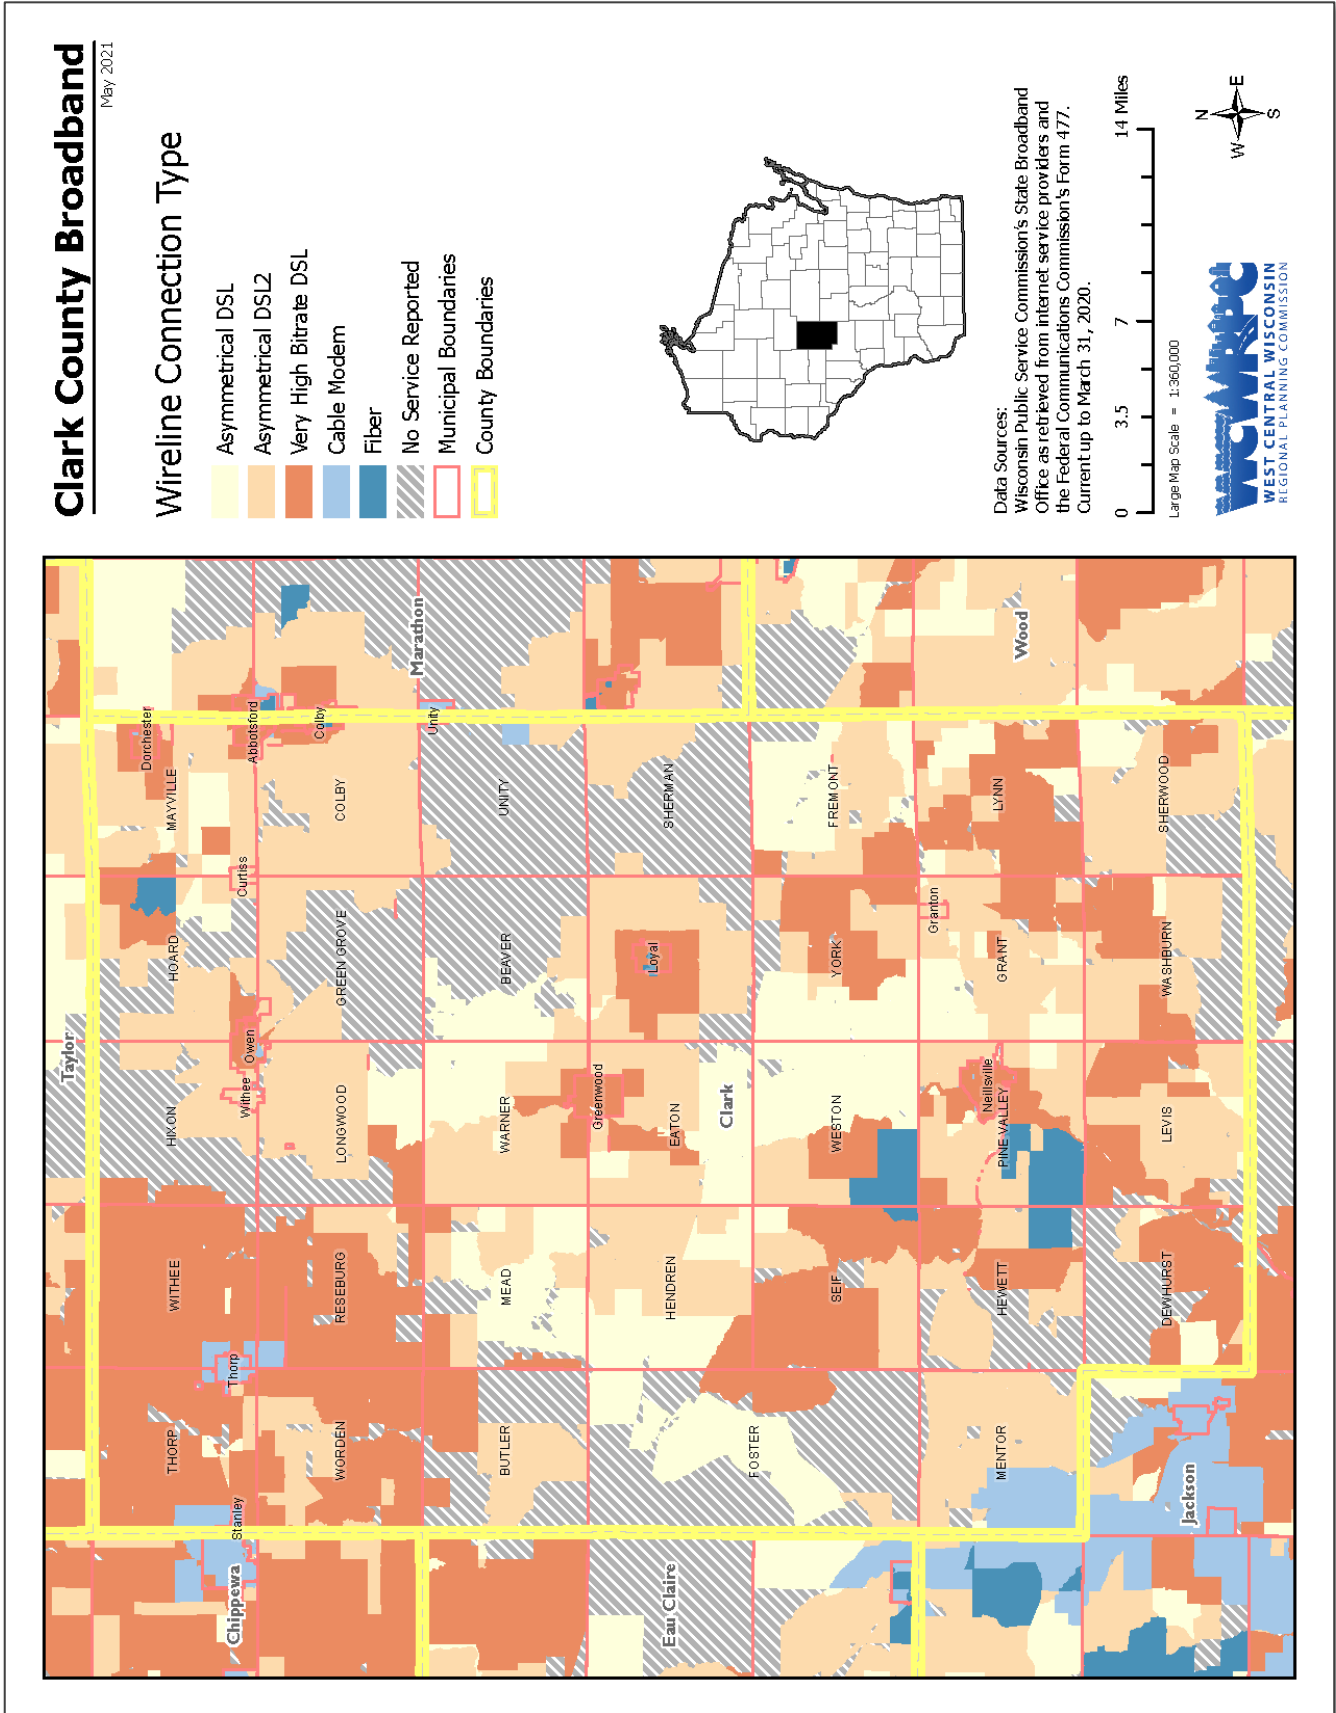 Clark County Broadband
May 2021
Wireline Connection Type
Asymmetrical DSL
Asymmetrical DSL2
Very High Bitrate DSL
Cable Modem
Fiber
No Service Reported
Municipal Boundaries
County Boundaries
Data Sources:
Wisconsin Public Service Commission's State Broadband
Office as retrieved from internet service providers and
the Federal Communications Commission's Form 477.
Current up to March 31, 2020.
0 3.5 7 14 Miles
Large Map Scale = 1:360,000
N
W E
S
WCWRPC
WEST CENTRAL WISCONSIN
REGIONAL PLANNING COMMISSION
Taylor
Chippewa
Marathon
Eau Claire
Clark
Wood
Jackson
THORP
WITHEE
HIXON
HOARD
MAYVILLE
Dorchester
Stanley
Thorp
Withee
Owen
Curtiss
Abbotsford
WORDEN
RESEBURG
LONGWOOD
GREEN GROVE
COLBY
Colby
BUTLER
MEAD
WARNER
BEAVER
UNITY
Unity
Greenwood
Loyal
HENDREN
EATON
SHERMAN
FOSTER
SEIF
WESTON
YORK
FREMONT
Granton
Neillsville
MENTOR
HEWETT
PINE VALLEY
GRANT
LYNN
DEWHURST
LEVIS
WASHBURN
SHERWOOD